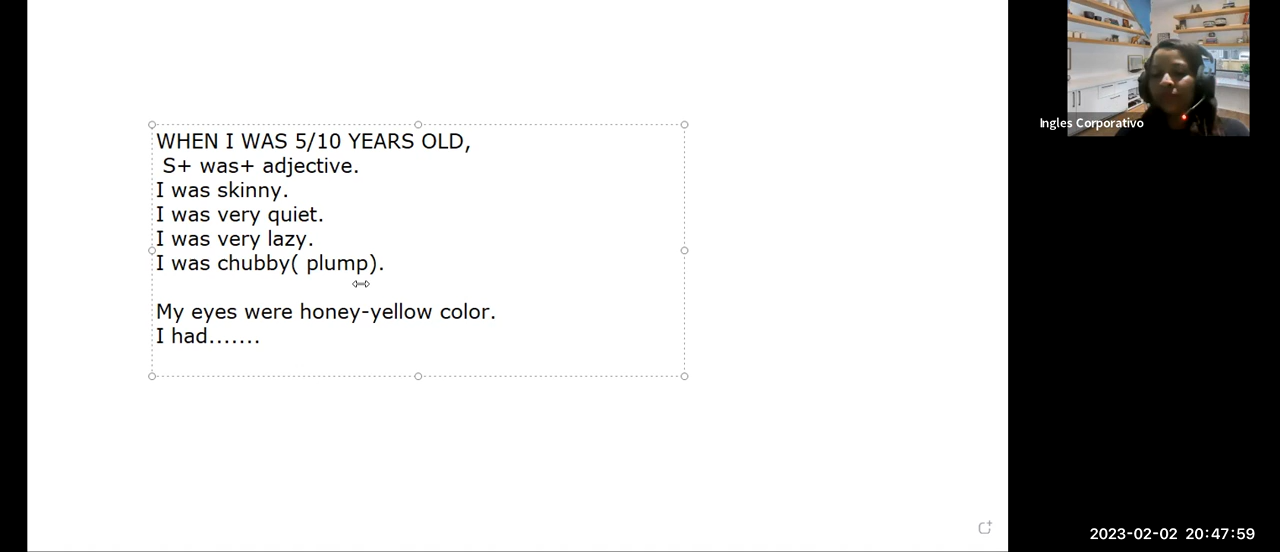 WHEN I WAS 5/10 YEARS OLD,
S+ was+ adjective.
I was skinny.
I was very quiet.
I was very lazy.
I was chubby( plump).
My eyes were honey-yellow color.
I had.......
Ingles Corporativo
2023-02-02 20:47:59